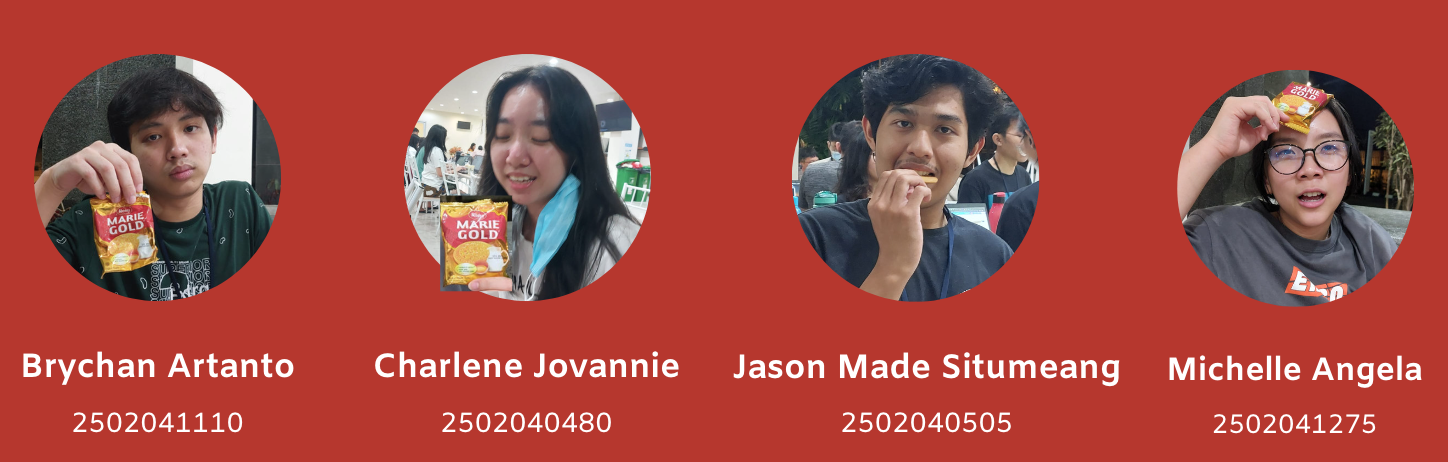 MARIE
GOLD
MARIE
GOLD
MARIE
GOLD
Brychan Artanto
Charlene Jovannie
Jason Made Situmeang
Michelle Angela
2502041110
2502040480
2502040505
2502041275